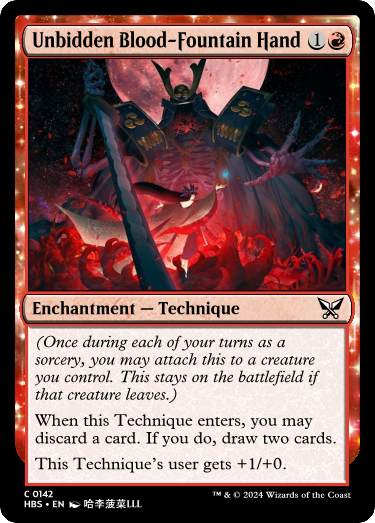 Unbidden Blood-Fountain Hand 1
Enchantment — Technique
(Once during each of your turns as a
sorcery, you may attach this to a creature
you control. This stays on the battlefield if
that creature leaves.)
When this Technique enters, you may
discard a card. If you do, draw two cards.
This Technique's user gets +1/+0.
C 0142
HBS • EN 哈李菠菜LLL
™ & © 2024 Wizards of the Coast